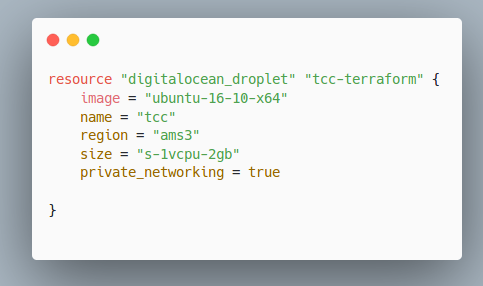 resource "digitalocean_droplet" "tcc-terraform" {
    image = "ubuntu-16-10-x64"
    name = "tcc"
    region = "ams3"
    size = "s-1vcpu-2gb"
    private_networking = true
}